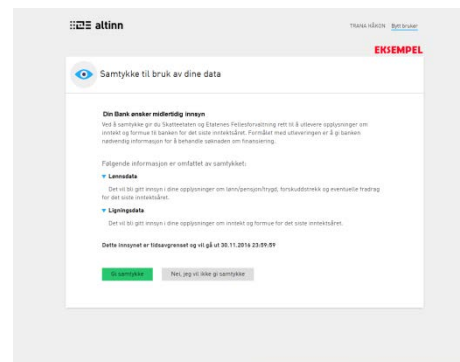 altinn
TRANA HÅKON Bytt bruker
EKSEMPEL
Samtykke til bruk av dine data
Din Bank ønsker midlertidig innsyn
Ved å samtykke gir du Skatteetaten og Etatenes Fellesforvaltning rett til å utlevere opplysninger om
inntekt og formue til banken for det siste inntektsåret. Formålet med utleveringen er å gi banken
nødvendig informasjon for å behandle søknaden om finansiering.
Følgende informasjon er omfattet av samtykket:
Lønnsdata
Det vil bli gitt innsyn i dine opplysninger om lønn/pensjon/trygd, forskuddstrekk og eventuelle fradrag
for det siste inntektsåret.
Ligningsdata
Det vil bli gitt innsyn i dine opplysninger om inntekt og formue for det siste inntektsåret.
Dette innsynet er tidsavgrenset og vil gå ut 30.11.2016 23:59:59
Gi samtykke Nei, jeg vil ikke gi samtykke